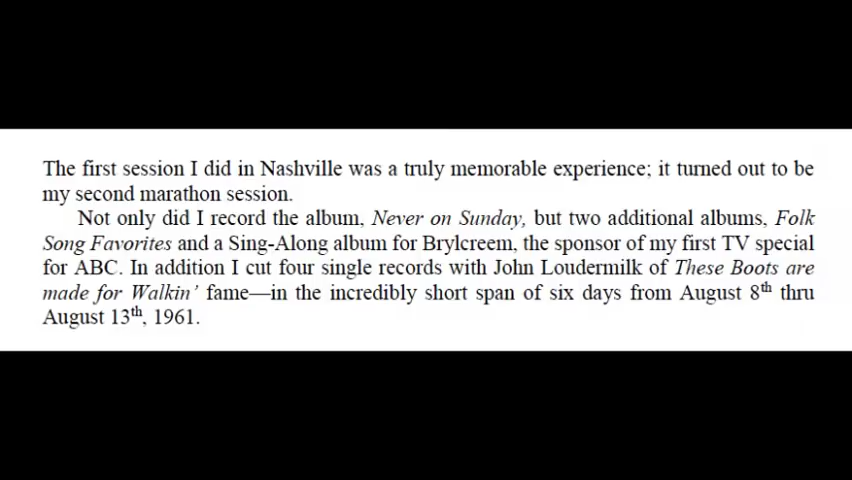 The first session I did in Nashville was a truly memorable experience; it turned out to be
my second marathon session.
Not only did I record the album, Never on Sunday, but two additional albums, Folk
Song Favorites and a Sing-Along album for Brylcreem, the sponsor of my first TV special
for ABC. In addition I cut four single records with John Loudermilk of These Boots are
made for Walkin’ fame—in the incredibly short span of six days from August 8th thru
August 13th, 1961.